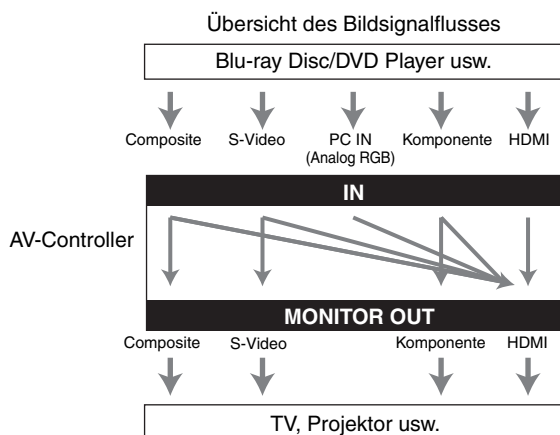 Übersicht des Bildsignalflusses
Blu-ray Disc/DVD Player usw.
Composite S-Video PC IN Komponente HDMI
(Analog RGB)
IN
AV-Controller
MONITOR OUT
Composite S-Video Komponente HDMI
TV, Projektor usw.